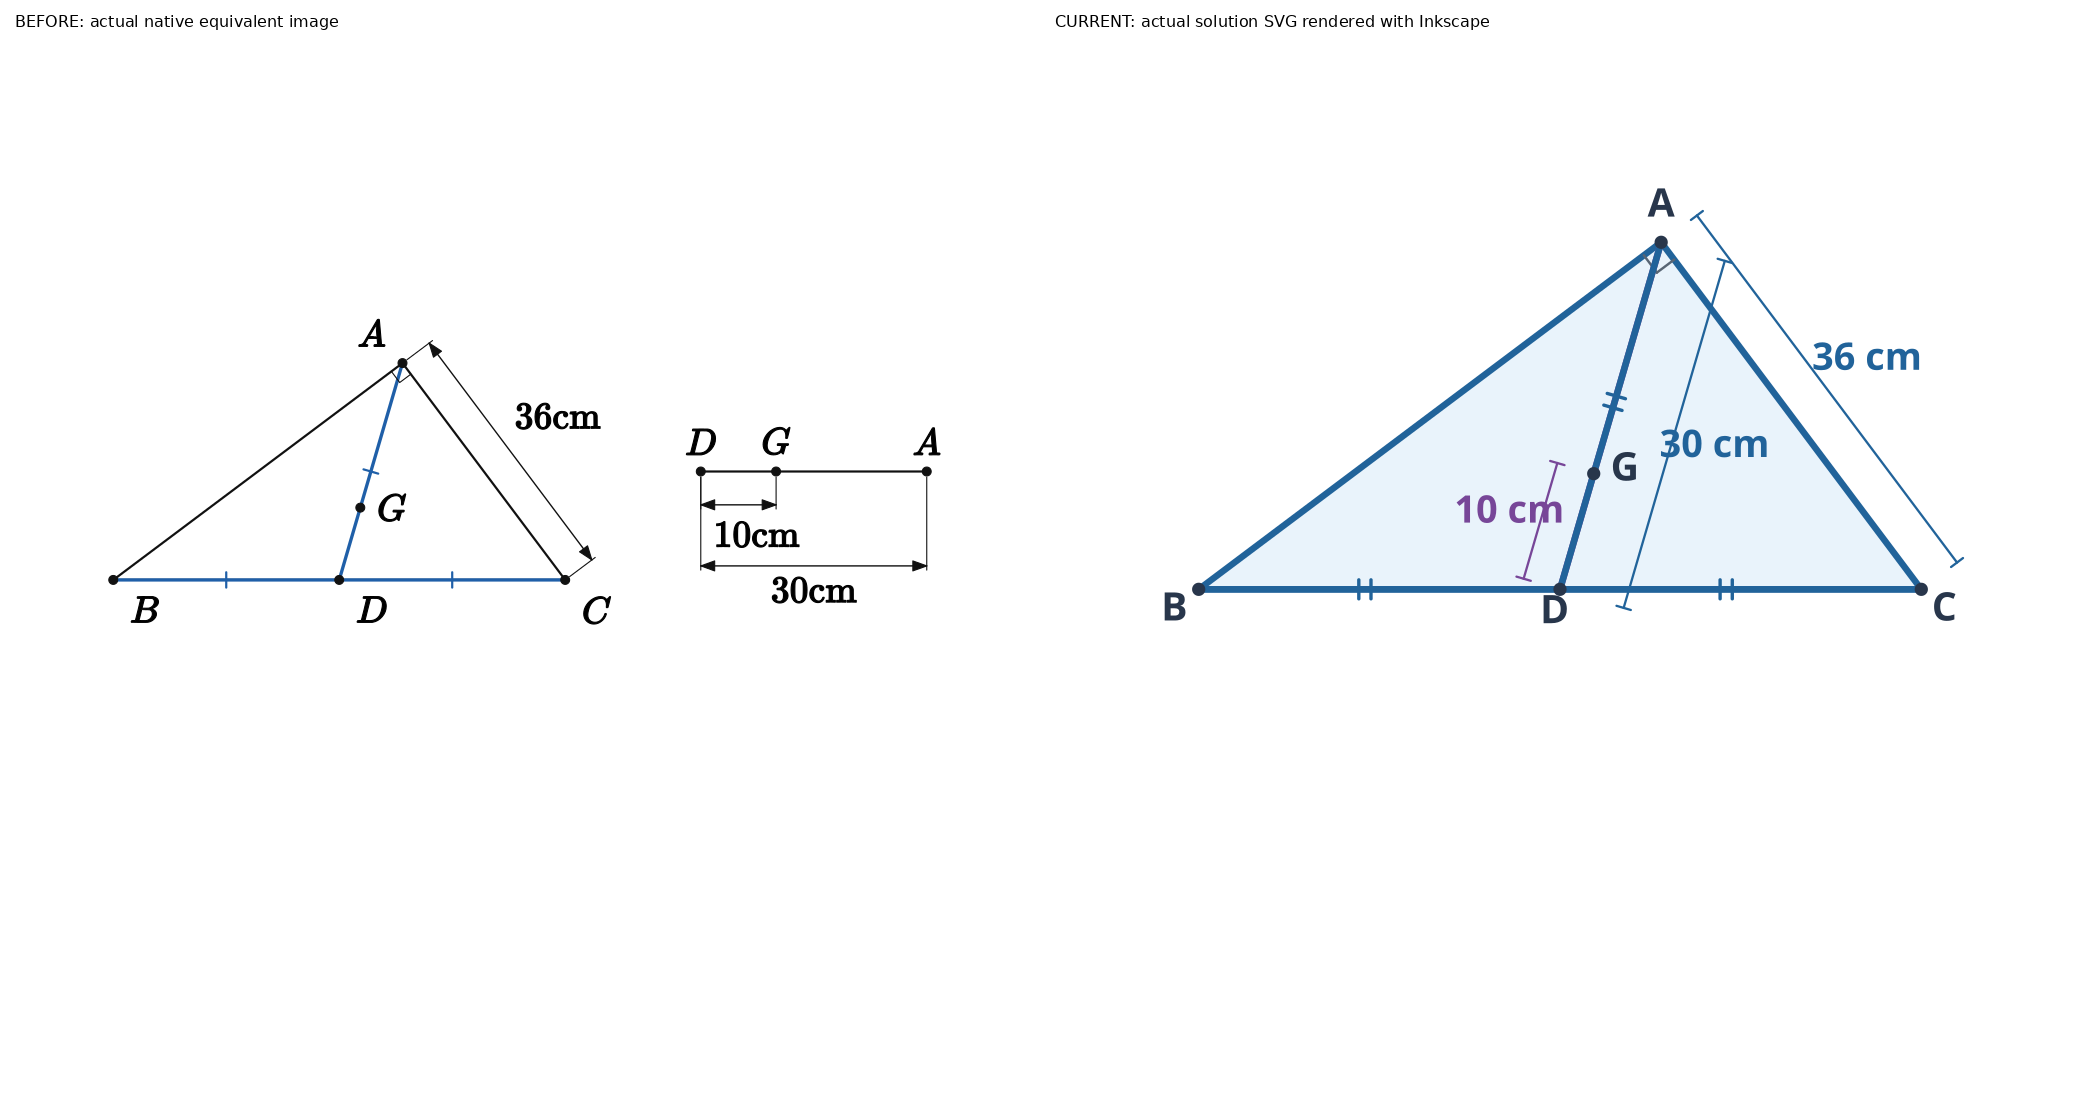 BEFORE: actual native equivalent image
A
36cm
G
B
D
C
D G A
10cm
30cm
CURRENT: actual solution SVG rendered with Inkscape
A
36 cm
30 cm
G
10 cm
B
D
C